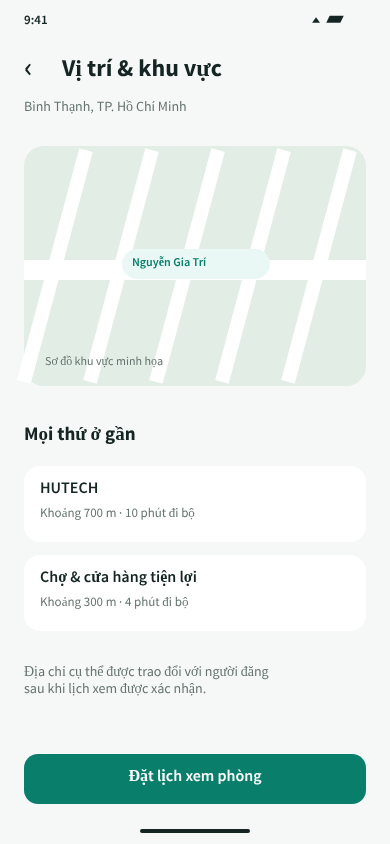 9:41
Vị trí & khu vực
Bình Thạnh, TP. Hồ Chí Minh
Nguyễn Gia Trí
Sơ đồ khu vực minh họa
Mọi thứ ở gần
HUTECH
Khoảng 700 m · 10 phút đi bộ
Chợ & cửa hàng tiện lợi
Khoảng 300 m · 4 phút đi bộ
Địa chỉ cụ thể được trao đổi với người đăng
sau khi lịch xem được xác nhận.
Đặt lịch xem phòng